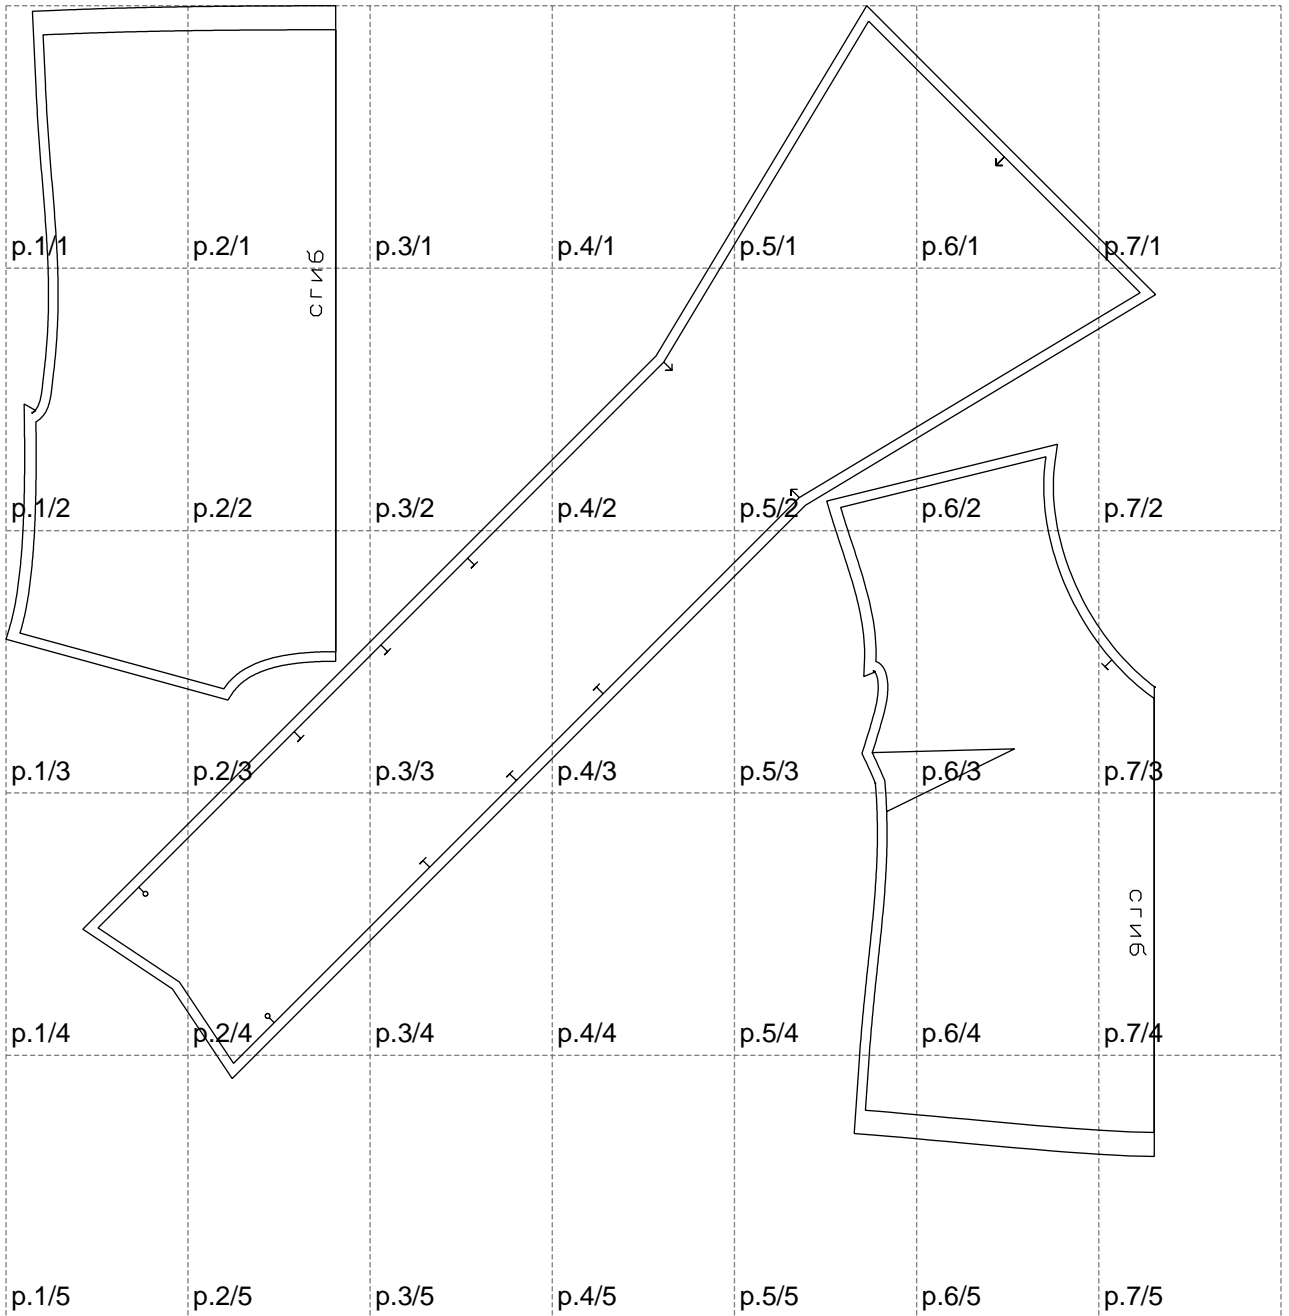 p.1/1 p.2/1 p.3/1 p.4/1 p.5/1 p.6/1 p.7/1
сгиб
p.1/2 p.2/2 p.3/2 p.4/2 p.5/2 p.6/2 p.7/2
p.1/3 p.2/3 p.3/3 p.4/3 p.5/3 p.6/3 p.7/3
сгиб
p.1/4 p.2/4 p.3/4 p.4/4 p.5/4 p.6/4 p.7/4
p.1/5 p.2/5 p.3/5 p.4/5 p.5/5 p.6/5 p.7/5